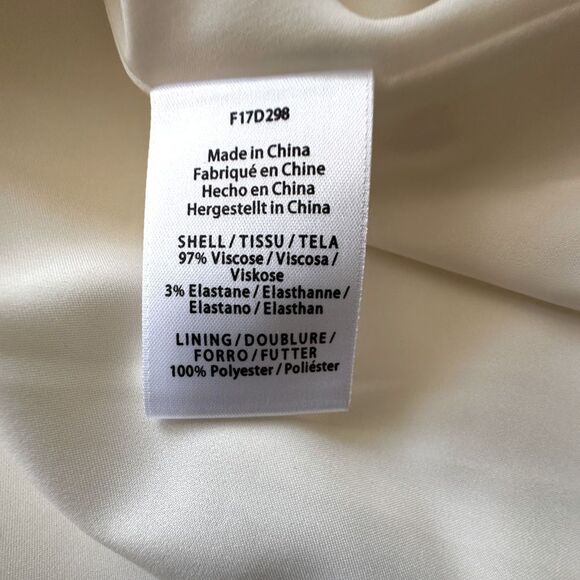 F17D298
Made in China
Fabriqué en Chine
Hecho en China
Hergestellt in China
SHELL / TISSU / TELA
97% Viscose / Viscosa /
Viskose
3% Elastane / Elasthanne /
Elastano / Elasthan
LINING / DOUBLURE /
FORRO / FUTTER
100% Polyester / Poliéster